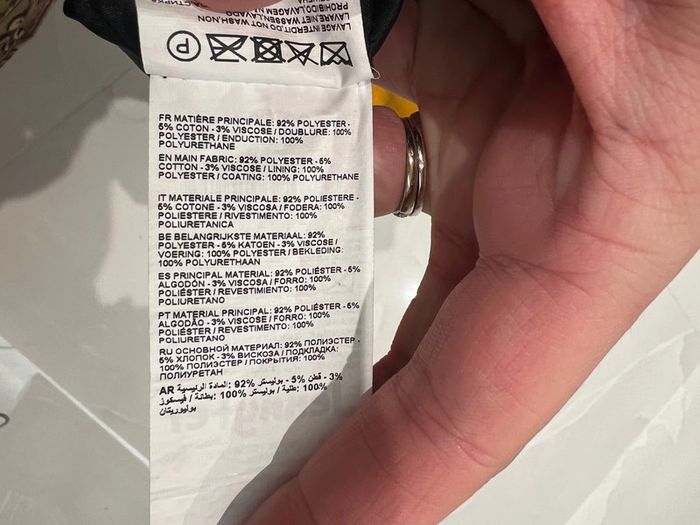 LAVAGE INTERDIT.DO NOT WASH.NON
LAVARE.NIET WASSEN.LAVADO
PROHIBIDO.LAVAGEM
P
FR MATIÈRE PRINCIPALE: 92% POLYESTER -
5% COTON - 3% VISCOSE / DOUBLURE: 100%
POLYESTER / ENDUCTION: 100%
POLYURETHANE
EN MAIN FABRIC: 92% POLYESTER - 5%
COTTON - 3% VISCOSE / LINING: 100%
POLYESTER / COATING: 100% POLYURETHANE
IT MATERIALE PRINCIPALE: 92% POLIESTERE -
5% COTONE - 3% VISCOSA / FODERA: 100%
POLIESTERE / RIVESTIMENTO: 100%
POLIURETANICA
BE BELANGRIJKSTE MATERIAAL: 92%
POLYESTER - 5% KATOEN - 3% VISCOSE /
VOERING: 100% POLYESTER / BEKLEDING:
100% POLYURETHAAN
ES PRINCIPAL MATERIAL: 92% POLIÉSTER - 5%
ALGODÓN - 3% VISCOSA / FORRO: 100%
POLIÉSTER / REVESTIMIENTO: 100%
POLIURETANO
PT MATERIAL PRINCIPAL: 92% POLIÉSTER - 5%
ALGODÃO - 3% VISCOSE / FORRO: 100%
POLIÉSTER / REVESTIMENTO: 100%
POLIURETANO
RU ОСНОВНОЙ МАТЕРИАЛ: 92% ПОЛИЭСТЕР -
5% ХЛОПОК - 3% ВИСКОЗА / ПОДКЛАДКА:
100% ПОЛИЭСТЕР / ПОКРЫТИЯ: 100%
ПОЛИУРЕТАН
AR المادة الرئيسية: 92% بوليستر - 5% قطن - 3%
فيسكوز / بطانة: 100% بوليستر / طلية: 100%
بوليوريتان